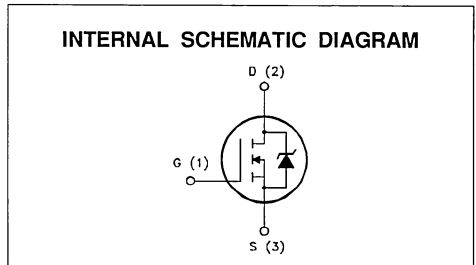 INTERNAL SCHEMATIC DIAGRAM
D (2)
G (1)
S (3)